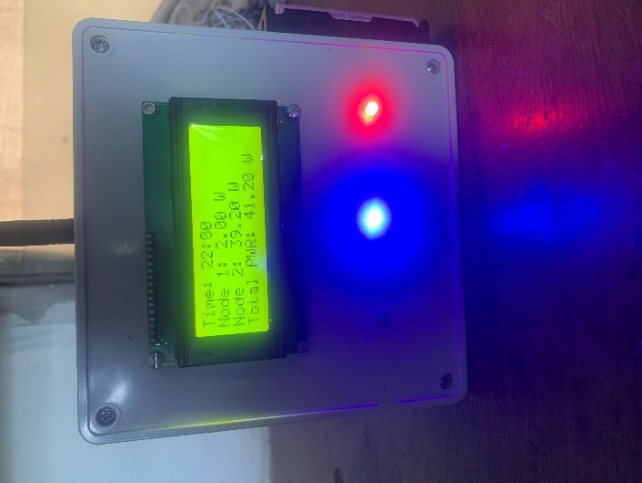 Time: 22:00
Node 1: 2.00 W
Node 2: 39.20 W
Total PWR: 41.20 W